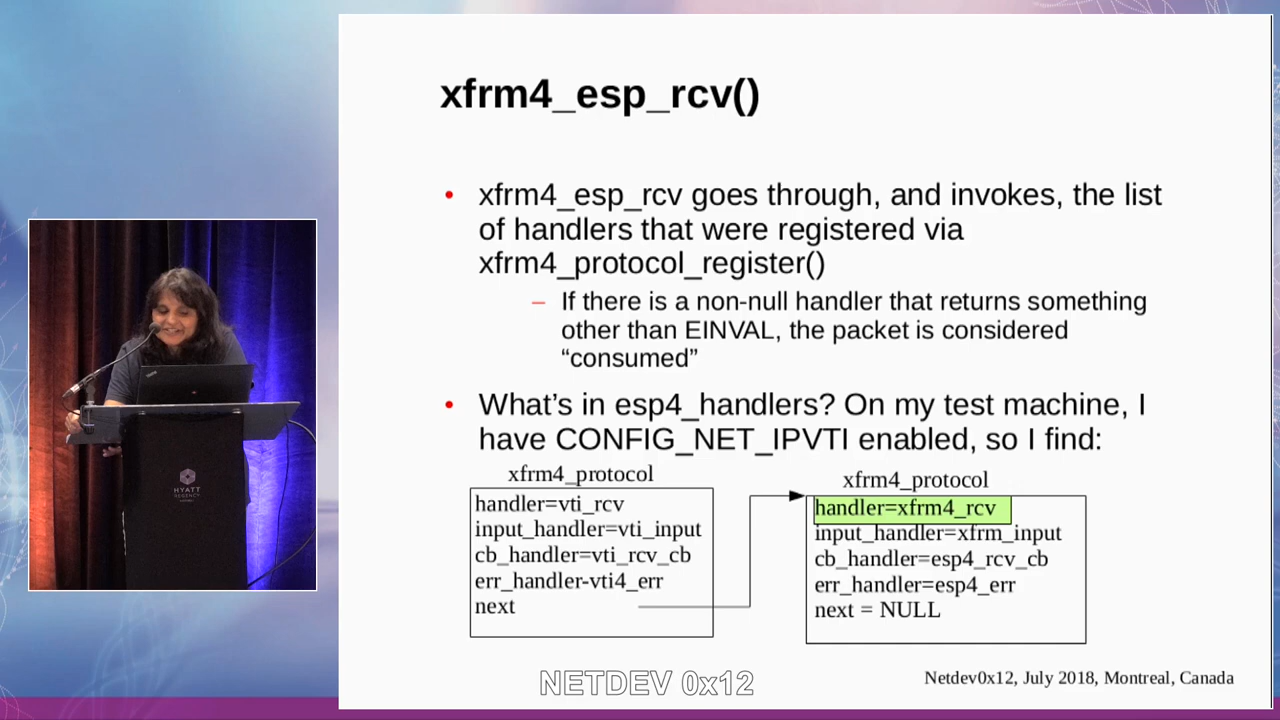 xfrm4_esp_rcv()
• xfrm4_esp_rcv goes through, and invokes, the list
of handlers that were registered via
xfrm4_protocol_register()
– If there is a non-null handler that returns something
other than EINVAL, the packet is considered
“consumed”
• What’s in esp4_handlers? On my test machine, I
have CONFIG_NET_IPVTI enabled, so I find:
xfrm4_protocol
handler=vti_rcv
input_handler=vti_input
cb_handler=vti_rcv_cb
err_handler-vti4_err
next
xfrm4_protocol
handler=xfrm4_rcv
input_handler=xfrm_input
cb_handler=esp4_rcv_cb
err_handler=esp4_err
next = NULL
NETDEV 0x12
Netdev0x12, July 2018, Montreal, Canada
HYATT
REGENCY